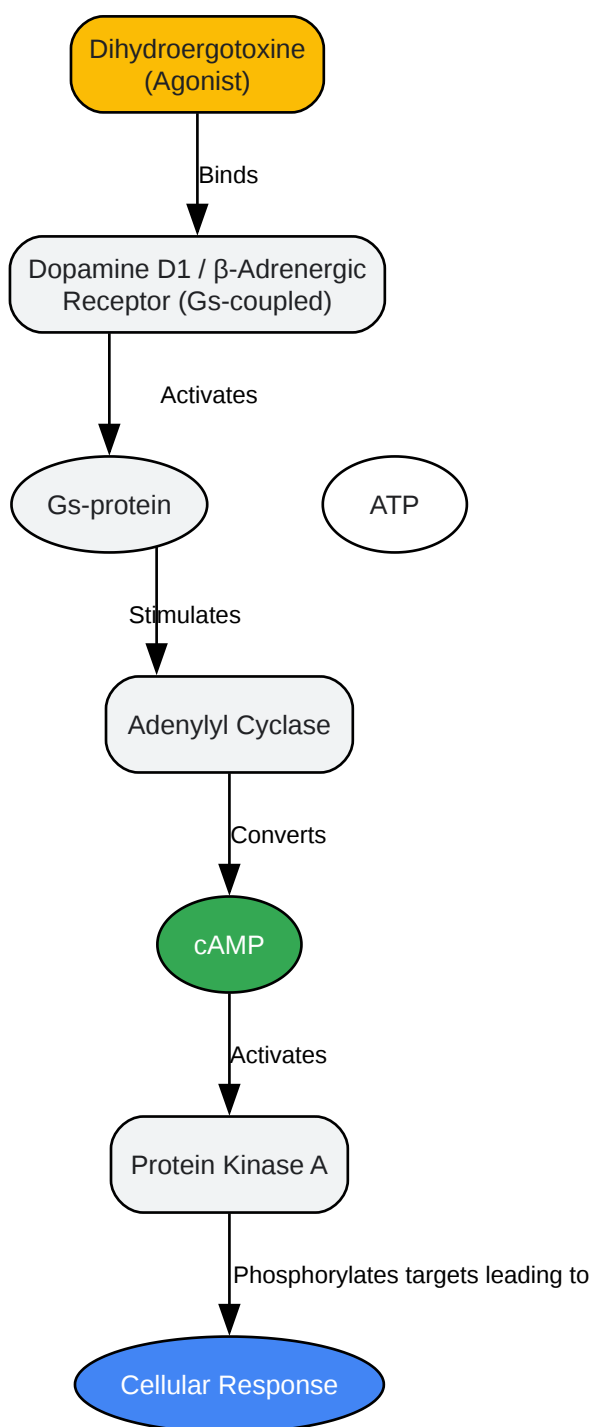 Dihydroergotoxine
(Agonist)
Binds
Dopamine D1 / β-Adrenergic
Receptor (Gs-coupled)
Activates
Gs-protein
ATP
Stimulates
Adenylyl Cyclase
Converts
cAMP
Activates
Protein Kinase A
Phosphorylates targets leading to
Cellular Response